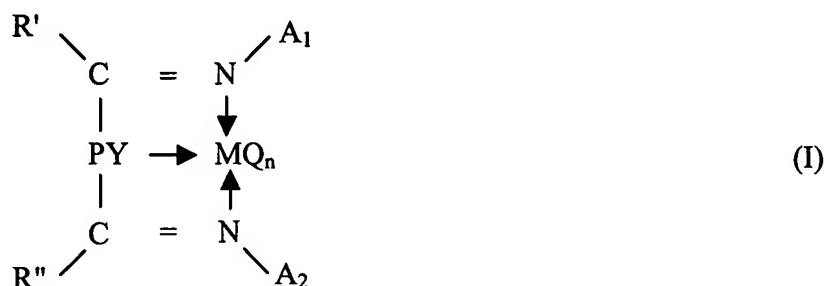 R' A₁
C = N
PY MQₙ (I)
C = N
R" A₂